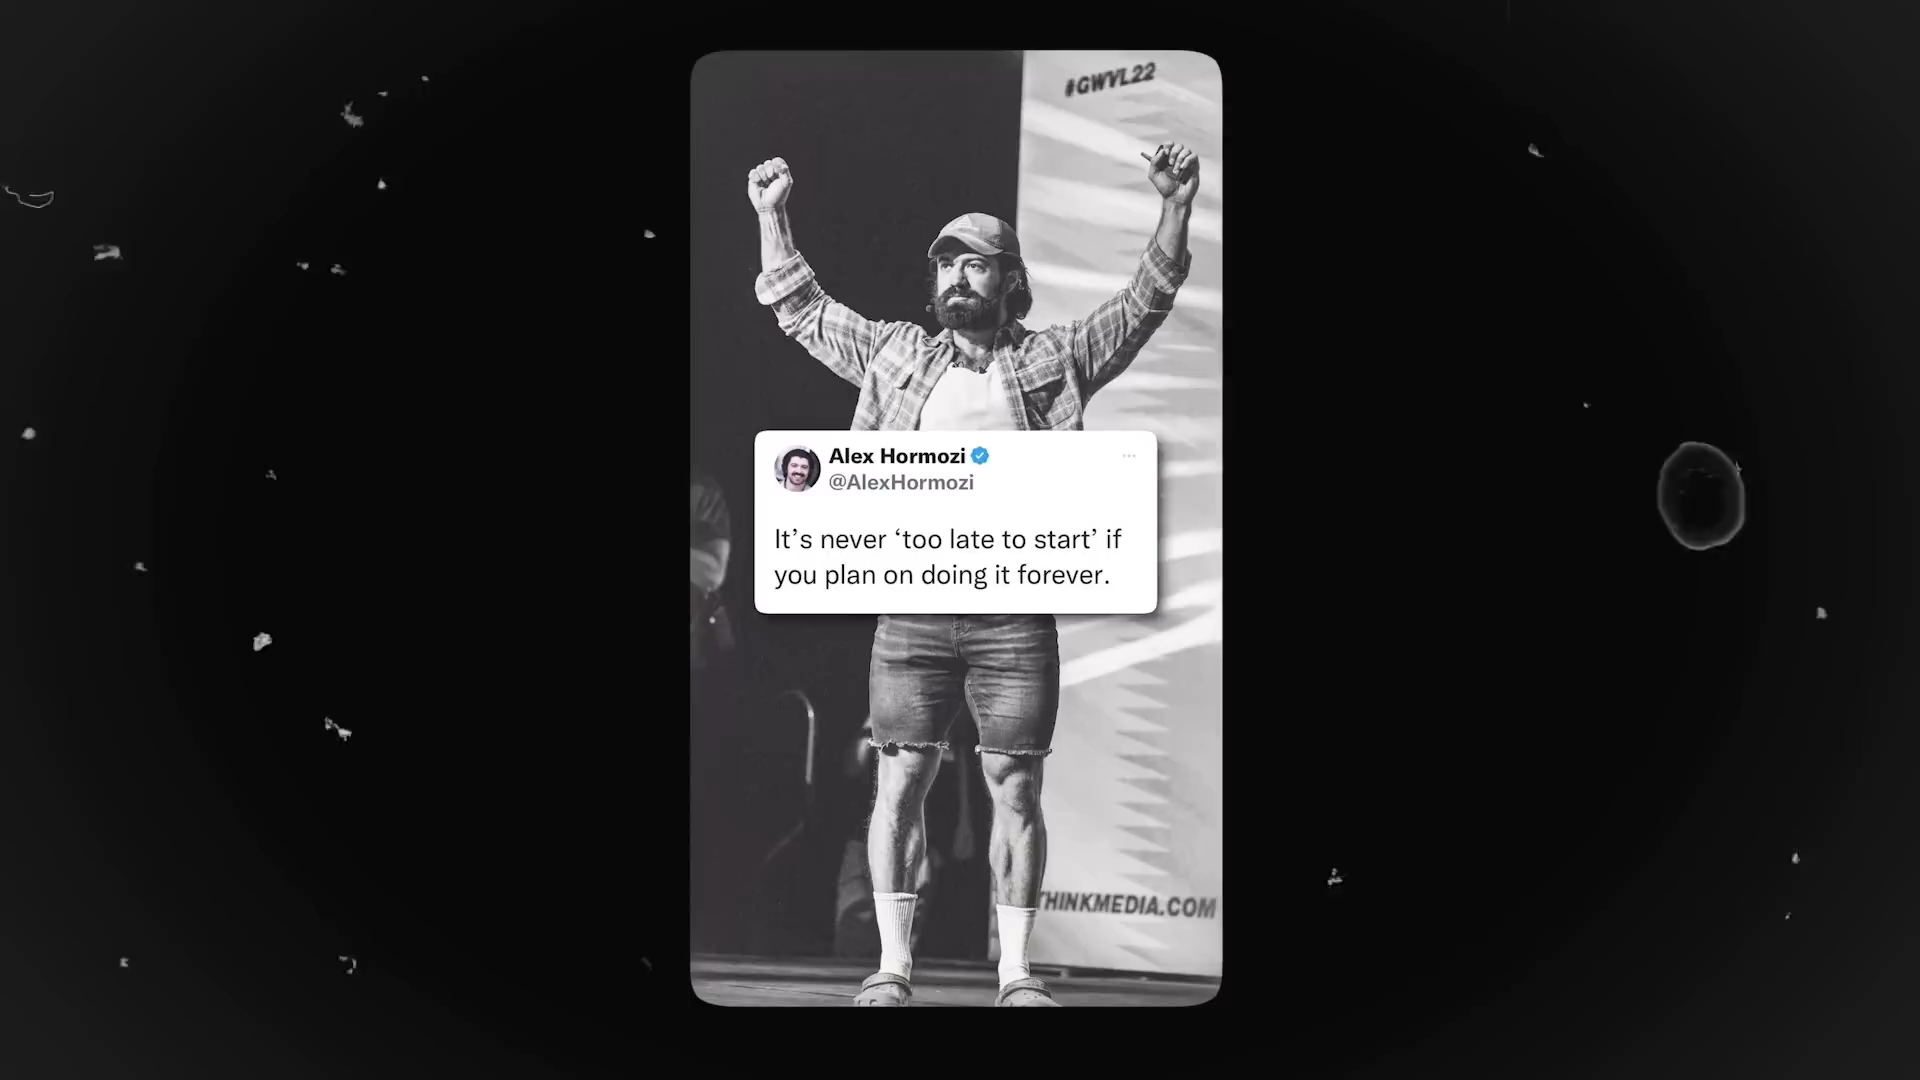 #GWVL22
Alex Hormozi
@AlexHormozi
It’s never ‘too late to start’ if
you plan on doing it forever.
THINKMEDIA.COM